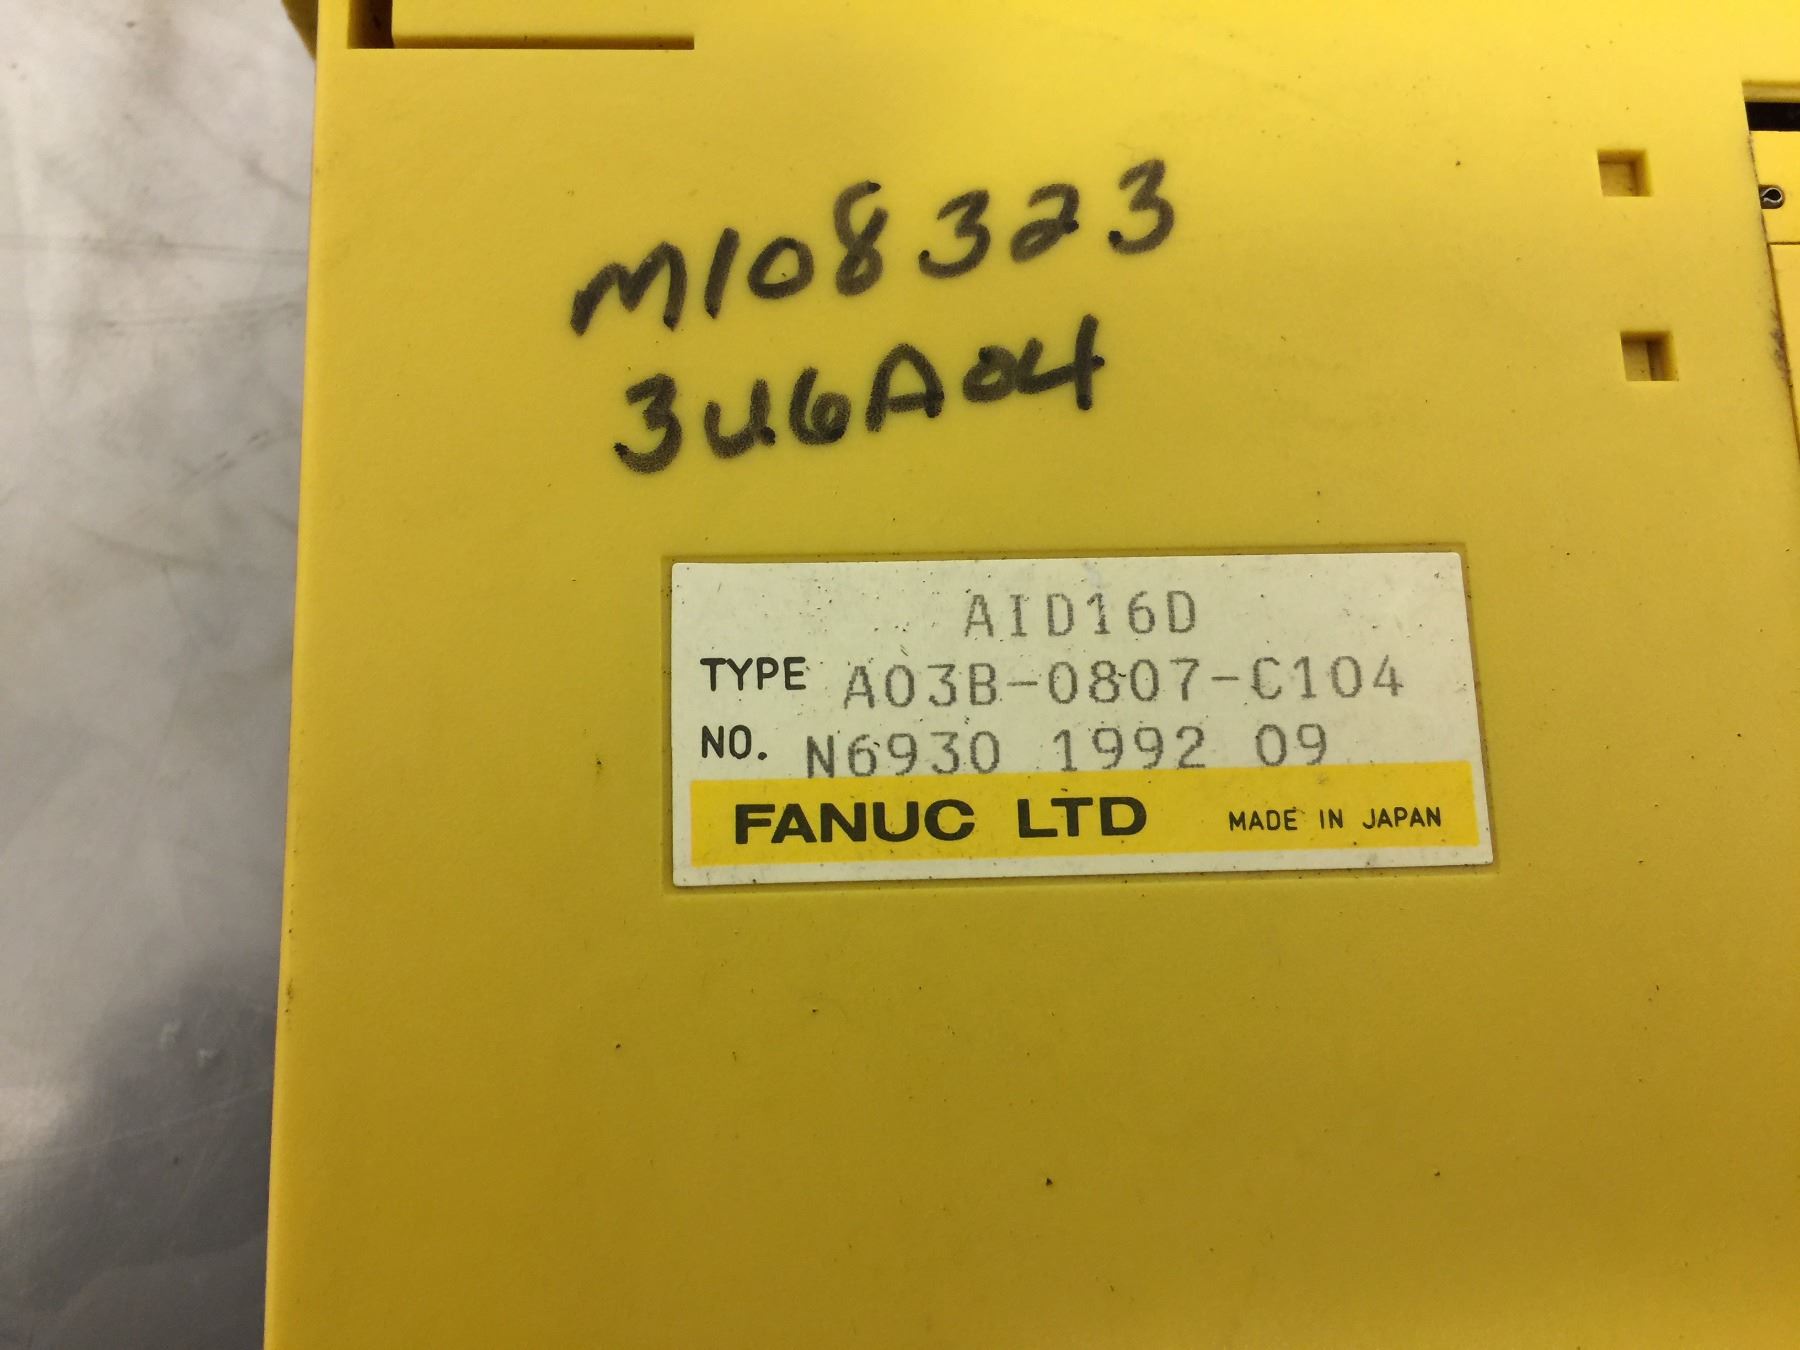 M108323
3U6A04
AID16D
TYPE A03B-0807-C104
NO. N6930 1992 09
FANUC LTD MADE IN JAPAN